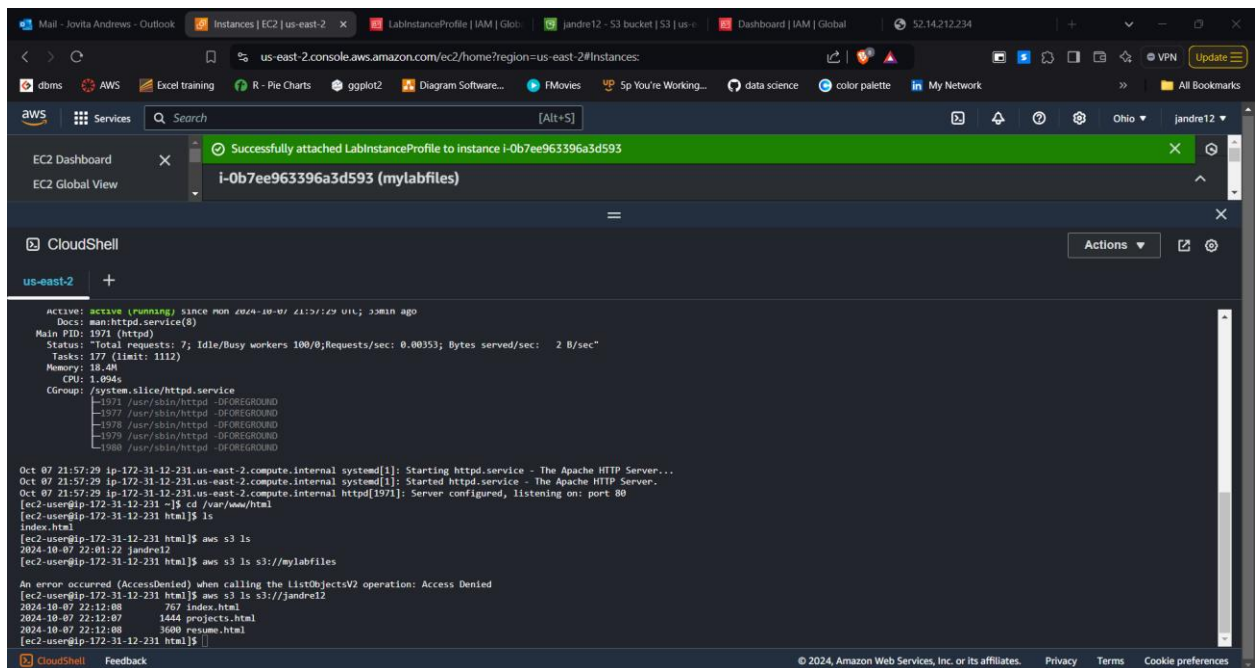 Mail - Jovita Andrews - Outlook
Instances | EC2 | us-east-2
LabInstanceProfile | IAM | Glob
jandre12 - S3 bucket | S3 | us-e
Dashboard | IAM | Global
52.14.212.234
us-east-2.console.aws.amazon.com/ec2/home?region=us-east-2#Instances:
VPN
Update
dbms
AWS
Excel training
R - Pie Charts
ggplot2
Diagram Software...
FMovies
5p You're Working...
data science
color palette
My Network
»
All Bookmarks
aws
Services
Search
[Alt+S]
Ohio
jandre12
EC2 Dashboard
EC2 Global View
Successfully attached LabInstanceProfile to instance i-0b7ee963396a3d593
i-0b7ee963396a3d593 (mylabfiles)
CloudShell
Actions
us-east-2
Active: active (running) since Mon 2024-10-07 21:57:29 UTC; 35min ago
Docs: man:httpd.service(8)
Main PID: 1971 (httpd)
Status: "Total requests: 7; Idle/Busy workers 100/0;Requests/sec: 0.00353; Bytes served/sec:   2 B/sec"
Tasks: 177 (limit: 1112)
Memory: 18.4M
CPU: 1.094s
CGroup: /system.slice/httpd.service
├─1971 /usr/sbin/httpd -DFOREGROUND
├─1977 /usr/sbin/httpd -DFOREGROUND
├─1978 /usr/sbin/httpd -DFOREGROUND
├─1979 /usr/sbin/httpd -DFOREGROUND
└─1980 /usr/sbin/httpd -DFOREGROUND
Oct 07 21:57:29 ip-172-31-12-231.us-east-2.compute.internal systemd[1]: Starting httpd.service - The Apache HTTP Server...
Oct 07 21:57:29 ip-172-31-12-231.us-east-2.compute.internal systemd[1]: Started httpd.service - The Apache HTTP Server.
Oct 07 21:57:29 ip-172-31-12-231.us-east-2.compute.internal httpd[1971]: Server configured, listening on: port 80
[ec2-user@ip-172-31-12-231 ~]$ cd /var/www/html
[ec2-user@ip-172-31-12-231 html]$ ls
index.html
[ec2-user@ip-172-31-12-231 html]$ aws s3 ls
2024-10-07 22:01:22 jandre12
[ec2-user@ip-172-31-12-231 html]$ aws s3 ls s3://mylabfiles
An error occurred (AccessDenied) when calling the ListObjectsV2 operation: Access Denied
[ec2-user@ip-172-31-12-231 html]$ aws s3 ls s3://jandre12
2024-10-07 22:12:08        767 index.html
2024-10-07 22:12:07       1444 projects.html
2024-10-07 22:12:08       3600 resume.html
[ec2-user@ip-172-31-12-231 html]$
CloudShell
Feedback
© 2024, Amazon Web Services, Inc. or its affiliates.
Privacy
Terms
Cookie preferences